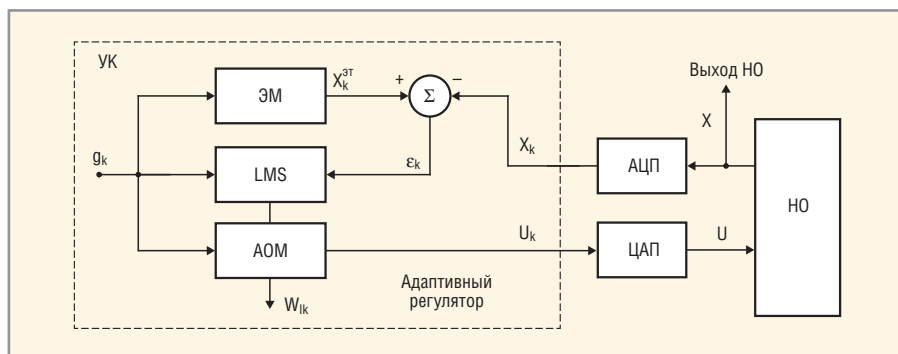 УК
ЭМ
X_k^эт
+
Σ
–
Выход НО
X
g_k
LMS
ε_k
X_k
АЦП
НО
АОМ
U_k
ЦАП
U
W_lk
Адаптивный
регулятор